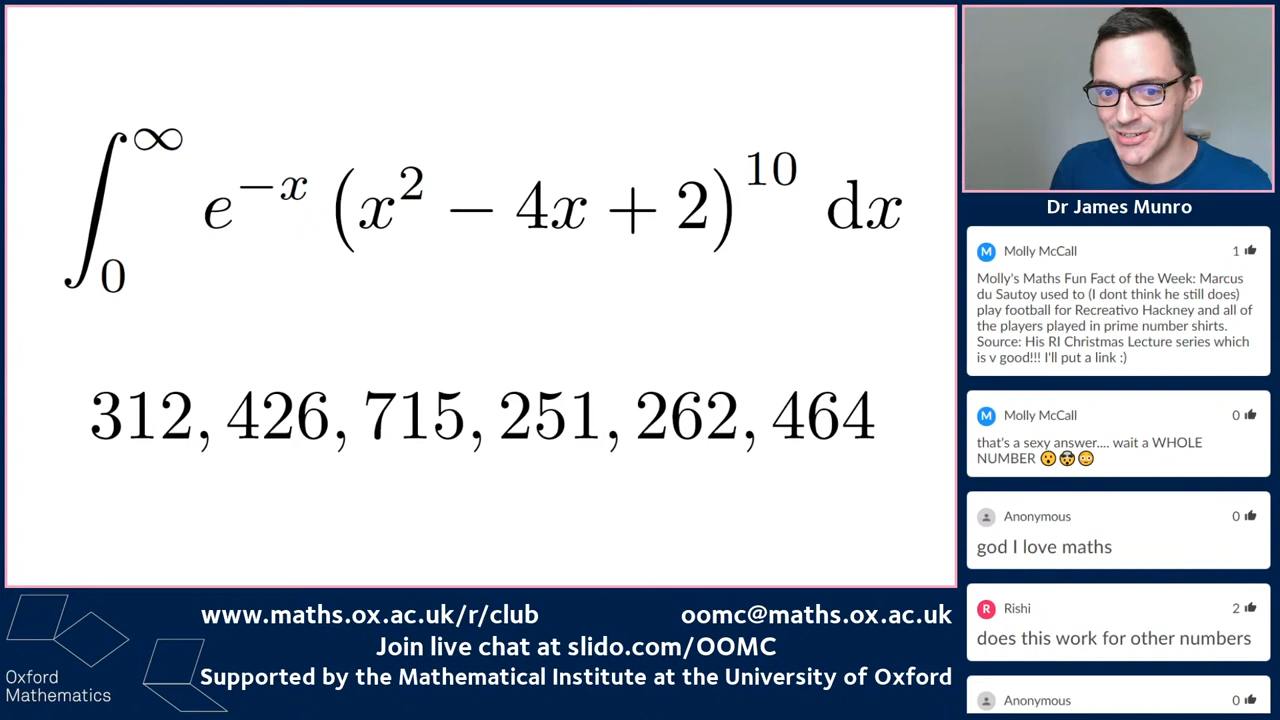 ∫₀^∞ e^{−x} (x² − 4x + 2)^{10} dx
312, 426, 715, 251, 262, 464
Dr James Munro
M Molly McCall 1
Molly's Maths Fun Fact of the Week: Marcus
du Sautoy used to (I dont think he still does)
play football for Recreativo Hackney and all of
the players played in prime number shirts.
Source: His RI Christmas Lecture series which
is v good!!! I'll put a link :)
M Molly McCall 0
that's a sexy answer.... wait a WHOLE
NUMBER 😮😲😳
Anonymous 0
god I love maths
R Rishi 2
does this work for other numbers
Anonymous 0
Oxford
Mathematics
www.maths.ox.ac.uk/r/club oomc@maths.ox.ac.uk
Join live chat at slido.com/OOMC
Supported by the Mathematical Institute at the University of Oxford